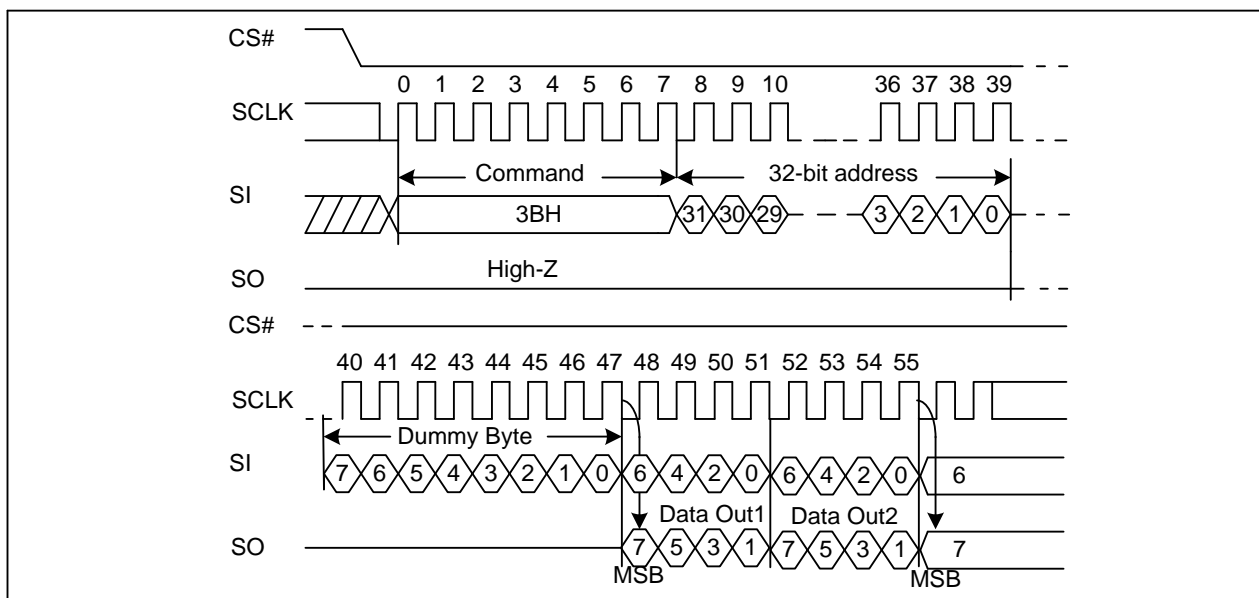 CS#
0 1 2 3 4 5 6 7 8 9 10 36 37 38 39
SCLK
Command 32-bit address
SI
3BH 31 30 29 3 2 1 0
High-Z
SO
CS#
40 41 42 43 44 45 46 47 48 49 50 51 52 53 54 55
SCLK
Dummy Byte
SI 7 6 5 4 3 2 1 0 6 4 2 0 6 4 2 0 6
Data Out1 Data Out2
SO 7 5 3 1 7 5 3 1 7
MSB MSB